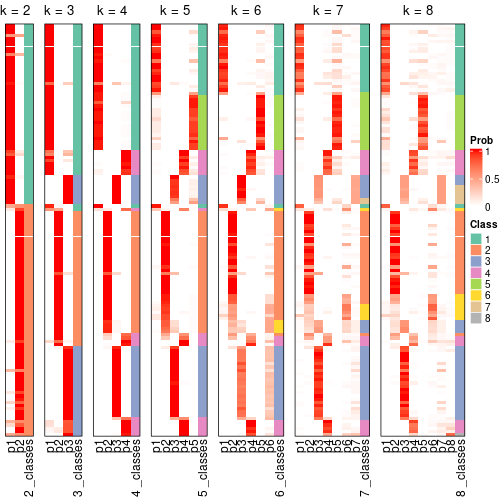 k = 2 k = 3 k = 4 k = 5 k = 6 k = 7 k = 8
Prob
1
0.5
0
Class
1
2
3
4
5
6
7
8
p1 p2 2_classes p1 p2 p3 3_classes p1 p2 p3 p4 4_classes p1 p2 p3 p4 p5 5_classes p1 p2 p3 p4 p5 p6 6_classes p1 p2 p3 p4 p5 p6 p7 7_classes p1 p2 p3 p4 p5 p6 p7 p8 8_classes